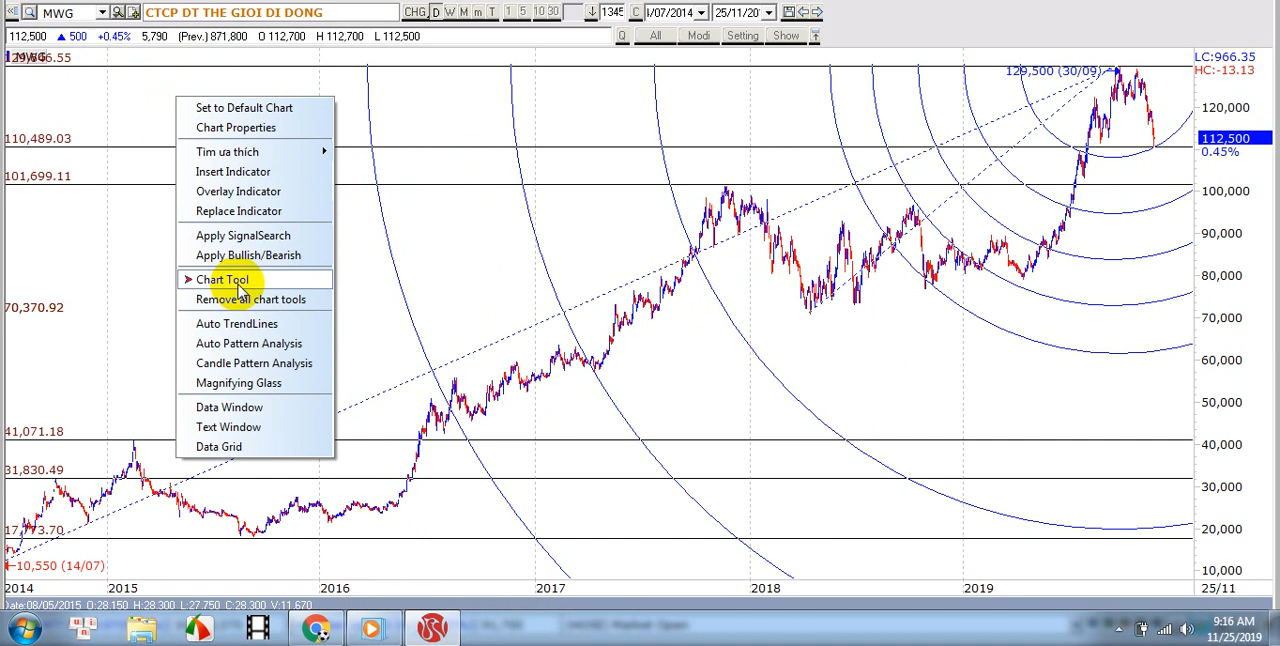 MWG CTCP DT THE GIOI DI DONG CHG D W M m T 1 5 10 30 1345 C I/07/2014 25/11/20
112,500 ▲ 500 +0.45% 5,790 (Prev.) 871,800 O 112,700 H 112,700 L 112,500 Q All Modi Setting Show
MWG
129,500 (30/09)
LC:966.35
HC:-13.13
120,000
110,489.03
112,500
0.45%
101,699.11
100,000
90,000
80,000
70,370.92
70,000
60,000
50,000
41,071.18
40,000
31,830.49
30,000
20,000
10,000
10,550 (14/07)
Set to Default Chart
Chart Properties
Tim ua thích
Insert Indicator
Overlay Indicator
Replace Indicator
Apply SignalSearch
Apply Bullish/Bearish
Chart Tool
Remove all chart tools
Auto TrendLines
Auto Pattern Analysis
Candle Pattern Analysis
Magnifying Glass
Data Window
Text Window
Data Grid
2014 2015 2016 2017 2018 2019 25/11
Date:08/05/2015 O:28.150 H:28.300 L:27.750 C:28.300 V:11.670
9:16 AM
11/25/2019